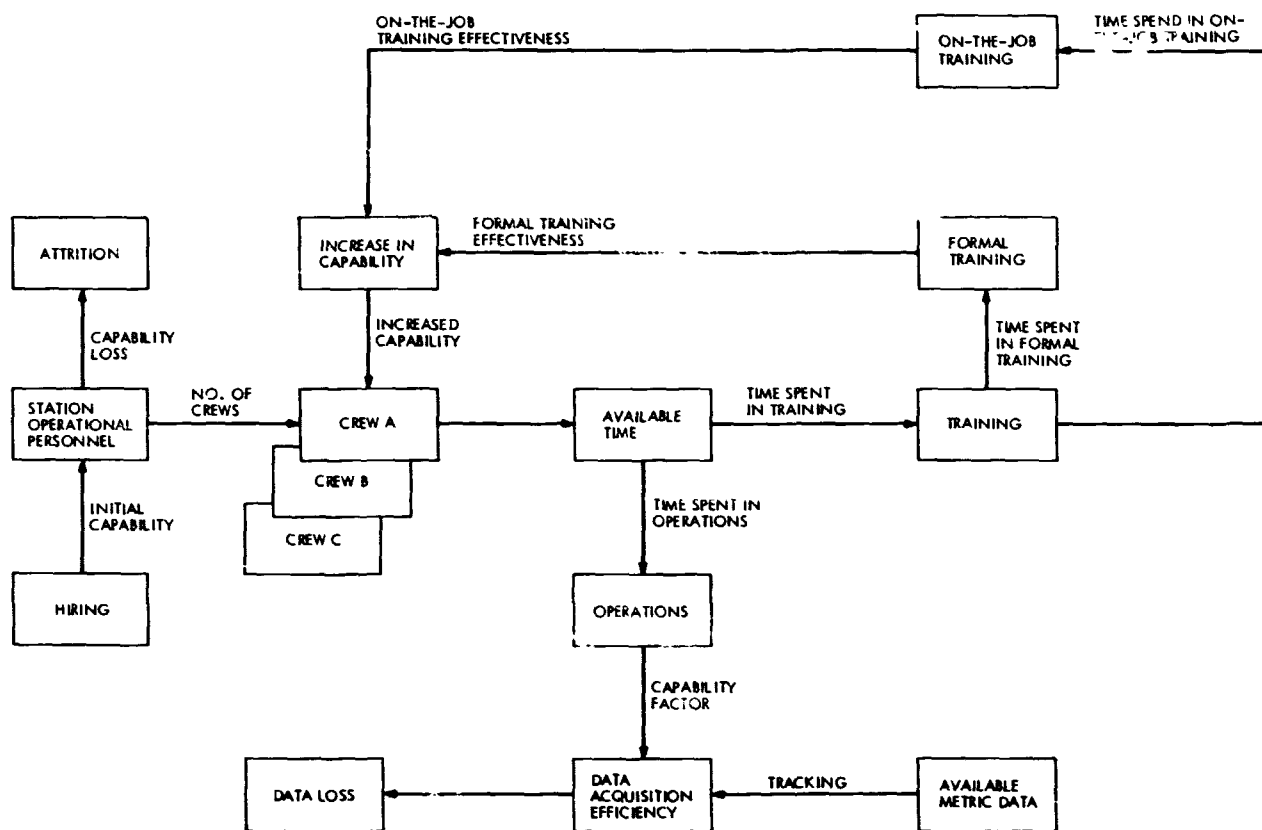 ON-THE-JOB
TRAINING EFFECTIVENESS
ON-THE-JOB
TRAINING
TIME SPEND IN ON-
JOB TRAINING
ATTRITION
INCREASE IN
CAPABILITY
FORMAL TRAINING
EFFECTIVENESS
FORMAL
TRAINING
CAPABILITY
LOSS
INCREASED
CAPABILITY
TIME SPENT
IN FORMAL
TRAINING
STATION
OPERATIONAL
PERSONNEL
NO. OF
CREWS
CREW A
AVAILABLE
TIME
TIME SPENT
IN TRAINING
TRAINING
CREW B
CREW C
INITIAL
CAPABILITY
TIME SPENT IN
OPERATIONS
HIRING
OPERATIONS
CAPABILITY
FACTOR
DATA LOSS
DATA
ACQUISITION
EFFICIENCY
TRACKING
AVAILABLE
METRIC DATA